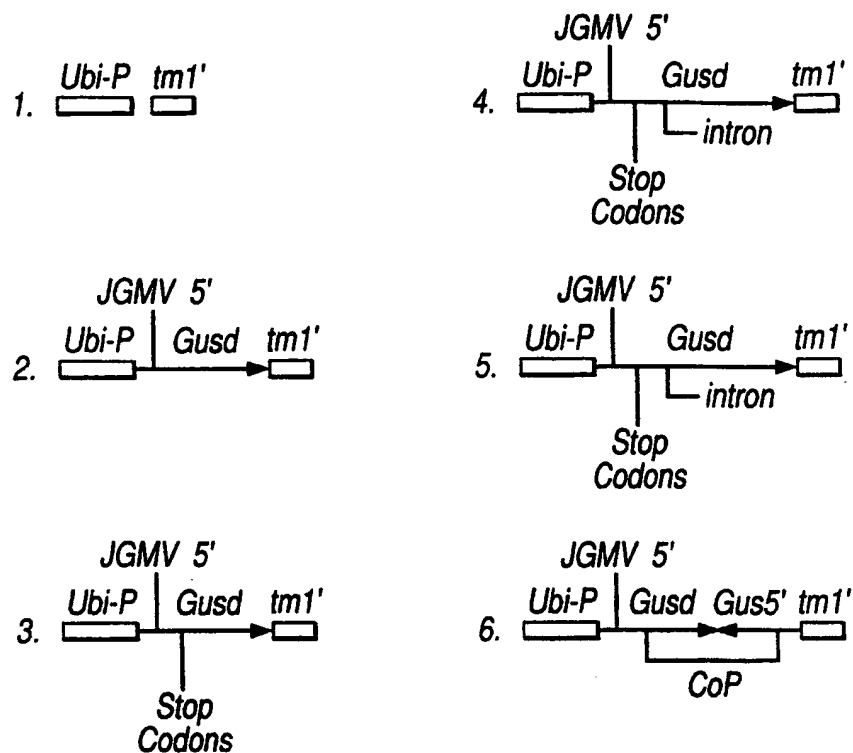 1.
Ubi-P tm1'
2.
JGMV 5'
Ubi-P Gusd tm1'
3.
JGMV 5'
Ubi-P Gusd tm1'
Stop
Codons
4.
JGMV 5'
Ubi-P Gusd tm1'
intron
Stop
Codons
5.
JGMV 5'
Ubi-P Gusd tm1'
intron
Stop
Codons
6.
JGMV 5'
Ubi-P Gusd Gus5' tm1'
CoP